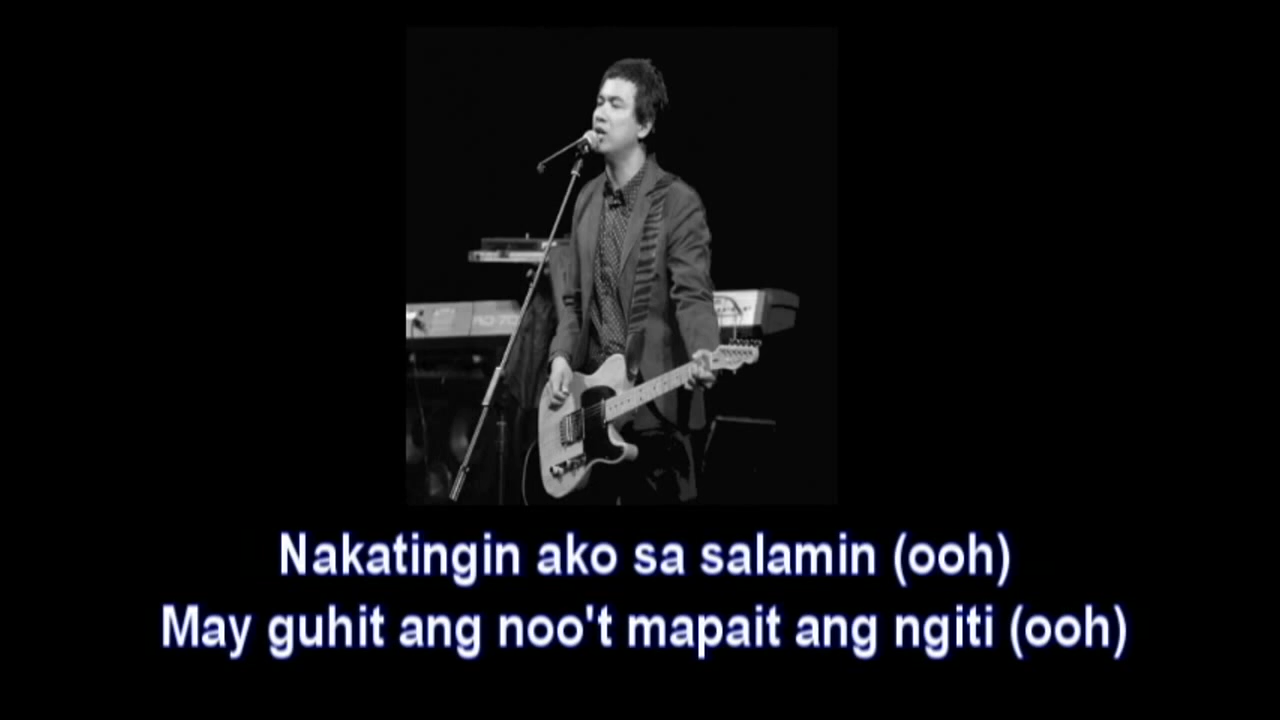 Nakatingin ako sa salamin (ooh)
May guhit ang noo't mapait ang ngiti (ooh)